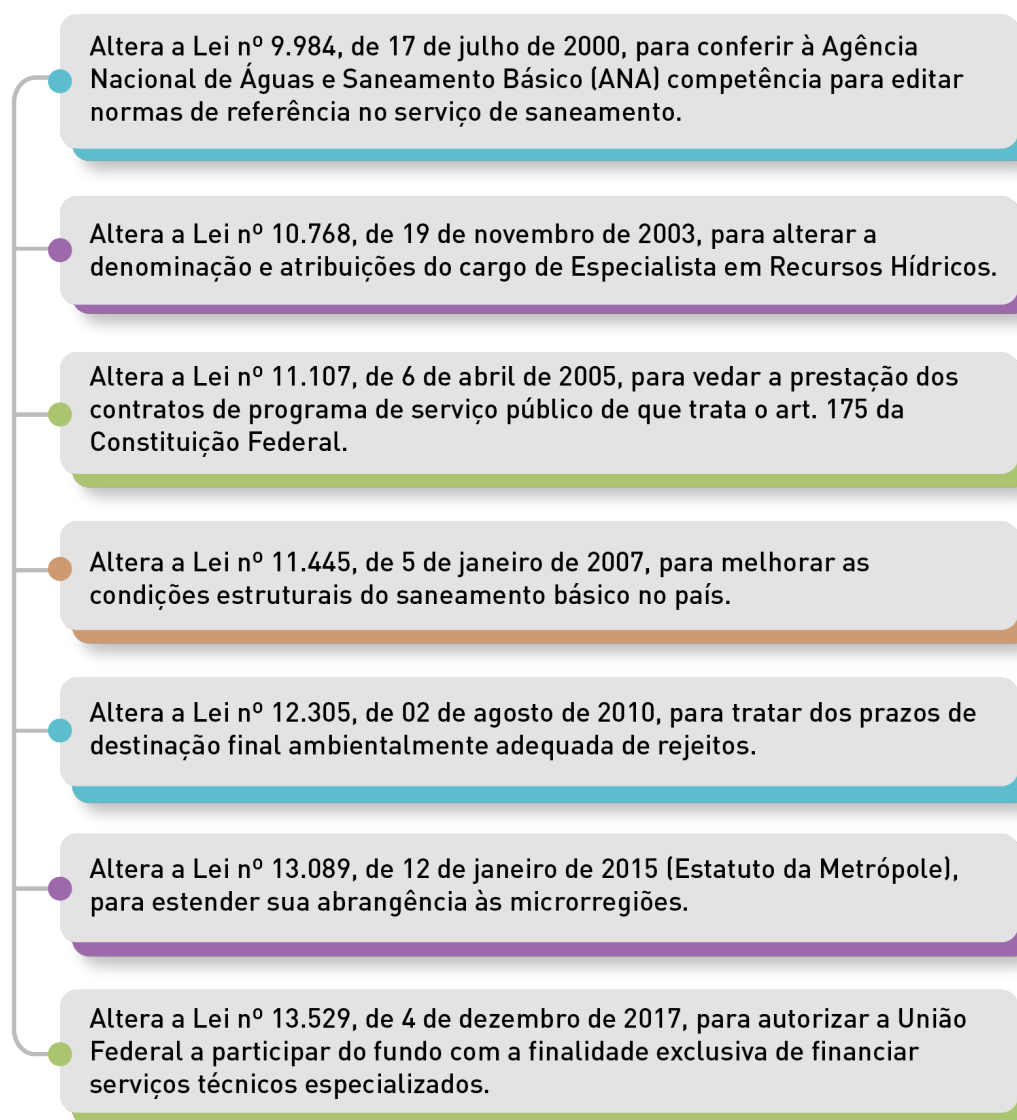 Altera a Lei nº 9.984, de 17 de julho de 2000, para conferir à Agência
Nacional de Águas e Saneamento Básico (ANA) competência para editar
normas de referência no serviço de saneamento.
Altera a Lei nº 10.768, de 19 de novembro de 2003, para alterar a
denominação e atribuições do cargo de Especialista em Recursos Hídricos.
Altera a Lei nº 11.107, de 6 de abril de 2005, para vedar a prestação dos
contratos de programa de serviço público de que trata o art. 175 da
Constituição Federal.
Altera a Lei nº 11.445, de 5 de janeiro de 2007, para melhorar as
condições estruturais do saneamento básico no país.
Altera a Lei nº 12.305, de 02 de agosto de 2010, para tratar dos prazos de
destinação final ambientalmente adequada de rejeitos.
Altera a Lei nº 13.089, de 12 de janeiro de 2015 (Estatuto da Metrópole),
para estender sua abrangência às microrregiões.
Altera a Lei nº 13.529, de 4 de dezembro de 2017, para autorizar a União
Federal a participar do fundo com a finalidade exclusiva de financiar
serviços técnicos especializados.